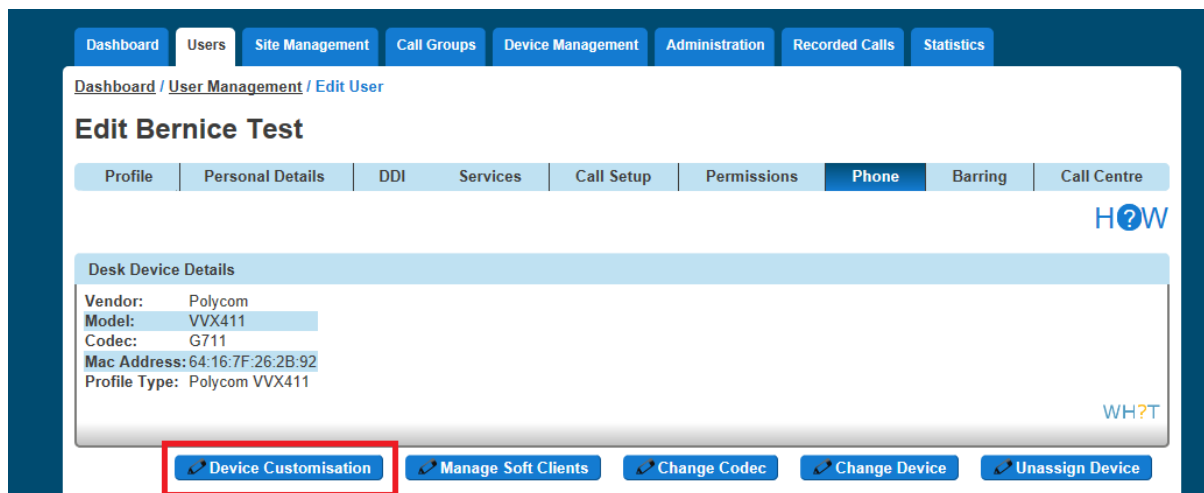 Dashboard Users Site Management Call Groups Device Management Administration Recorded Calls Statistics
Dashboard / User Management / Edit User
Edit Bernice Test
Profile Personal Details DDI Services Call Setup Permissions Phone Barring Call Centre
H?W
Desk Device Details
Vendor: Polycom
Model: VVX411
Codec: G711
Mac Address: 64:16:7F:26:2B:92
Profile Type: Polycom VVX411
WH?T
Device Customisation Manage Soft Clients Change Codec Change Device Unassign Device